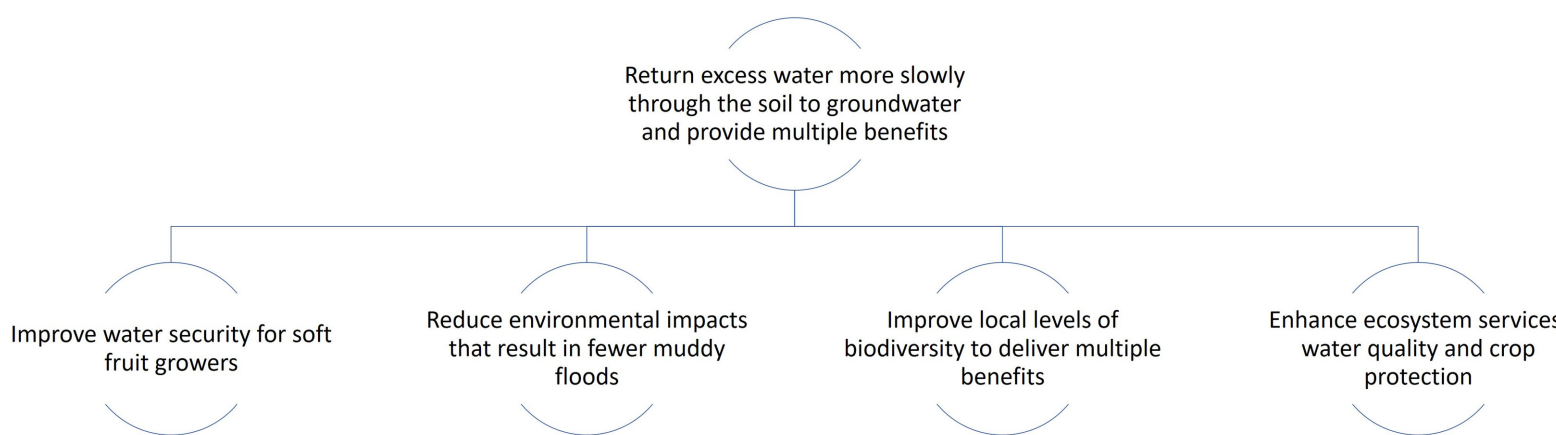 Return excess water more slowly
through the soil to groundwater
and provide multiple benefits
Improve water security for soft
fruit growers
Reduce environmental impacts
that result in fewer muddy
floods
Improve local levels of
biodiversity to deliver multiple
benefits
Enhance ecosystem services
water quality and crop
protection